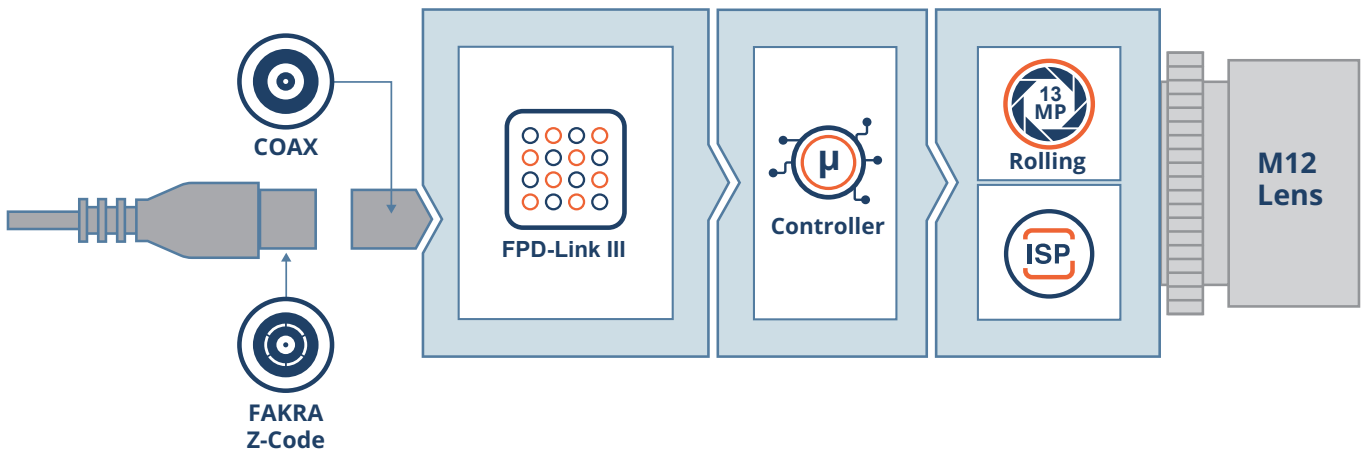 COAX
FAKRA
Z-Code
FPD-Link III
µ
Controller
13
MP
Rolling
ISP
M12
Lens